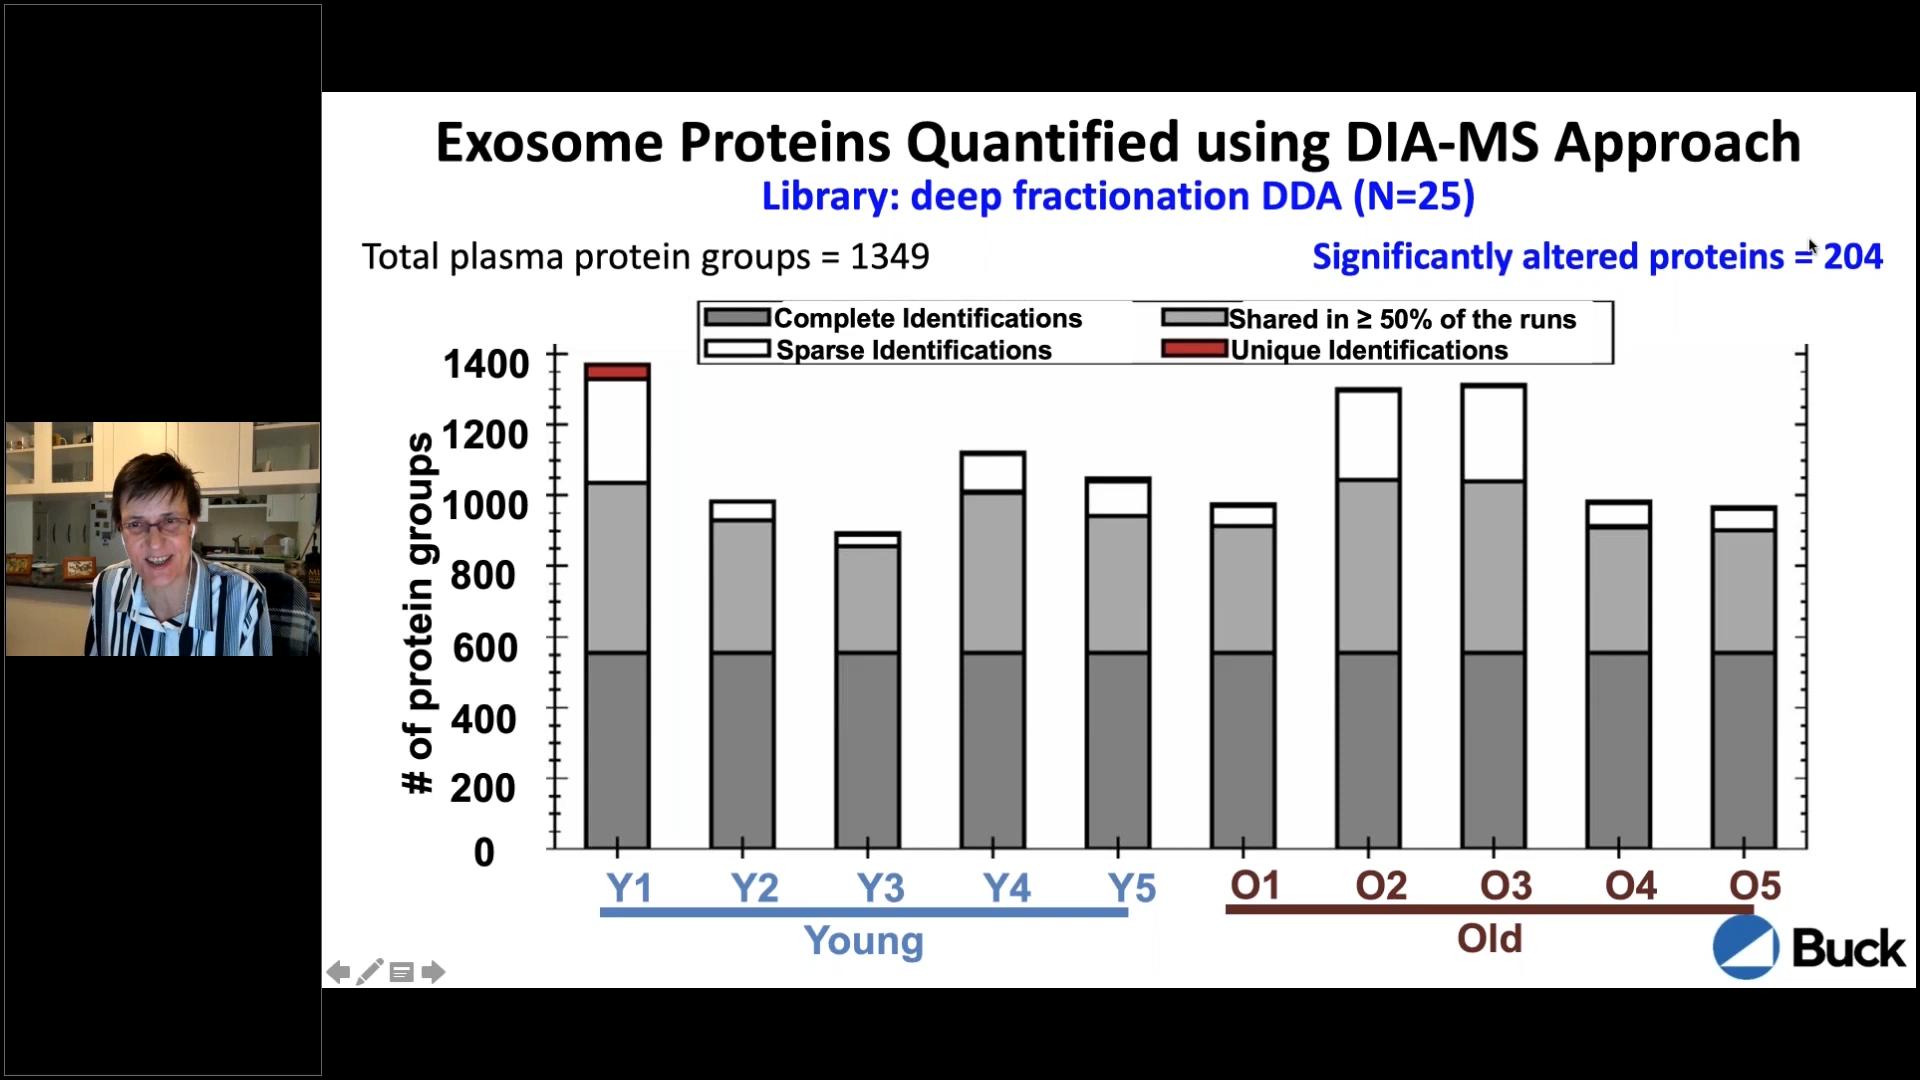 Exosome Proteins Quantified using DIA-MS Approach
Library: deep fractionation DDA (N=25)
Total plasma protein groups = 1349
Significantly altered proteins = 204
Complete Identifications
Shared in ≥ 50% of the runs
Sparse Identifications
Unique Identifications
# of protein groups
1400
1200
1000
800
600
400
200
0
Y1 Y2 Y3 Y4 Y5 O1 O2 O3 O4 O5
Young
Old
Buck